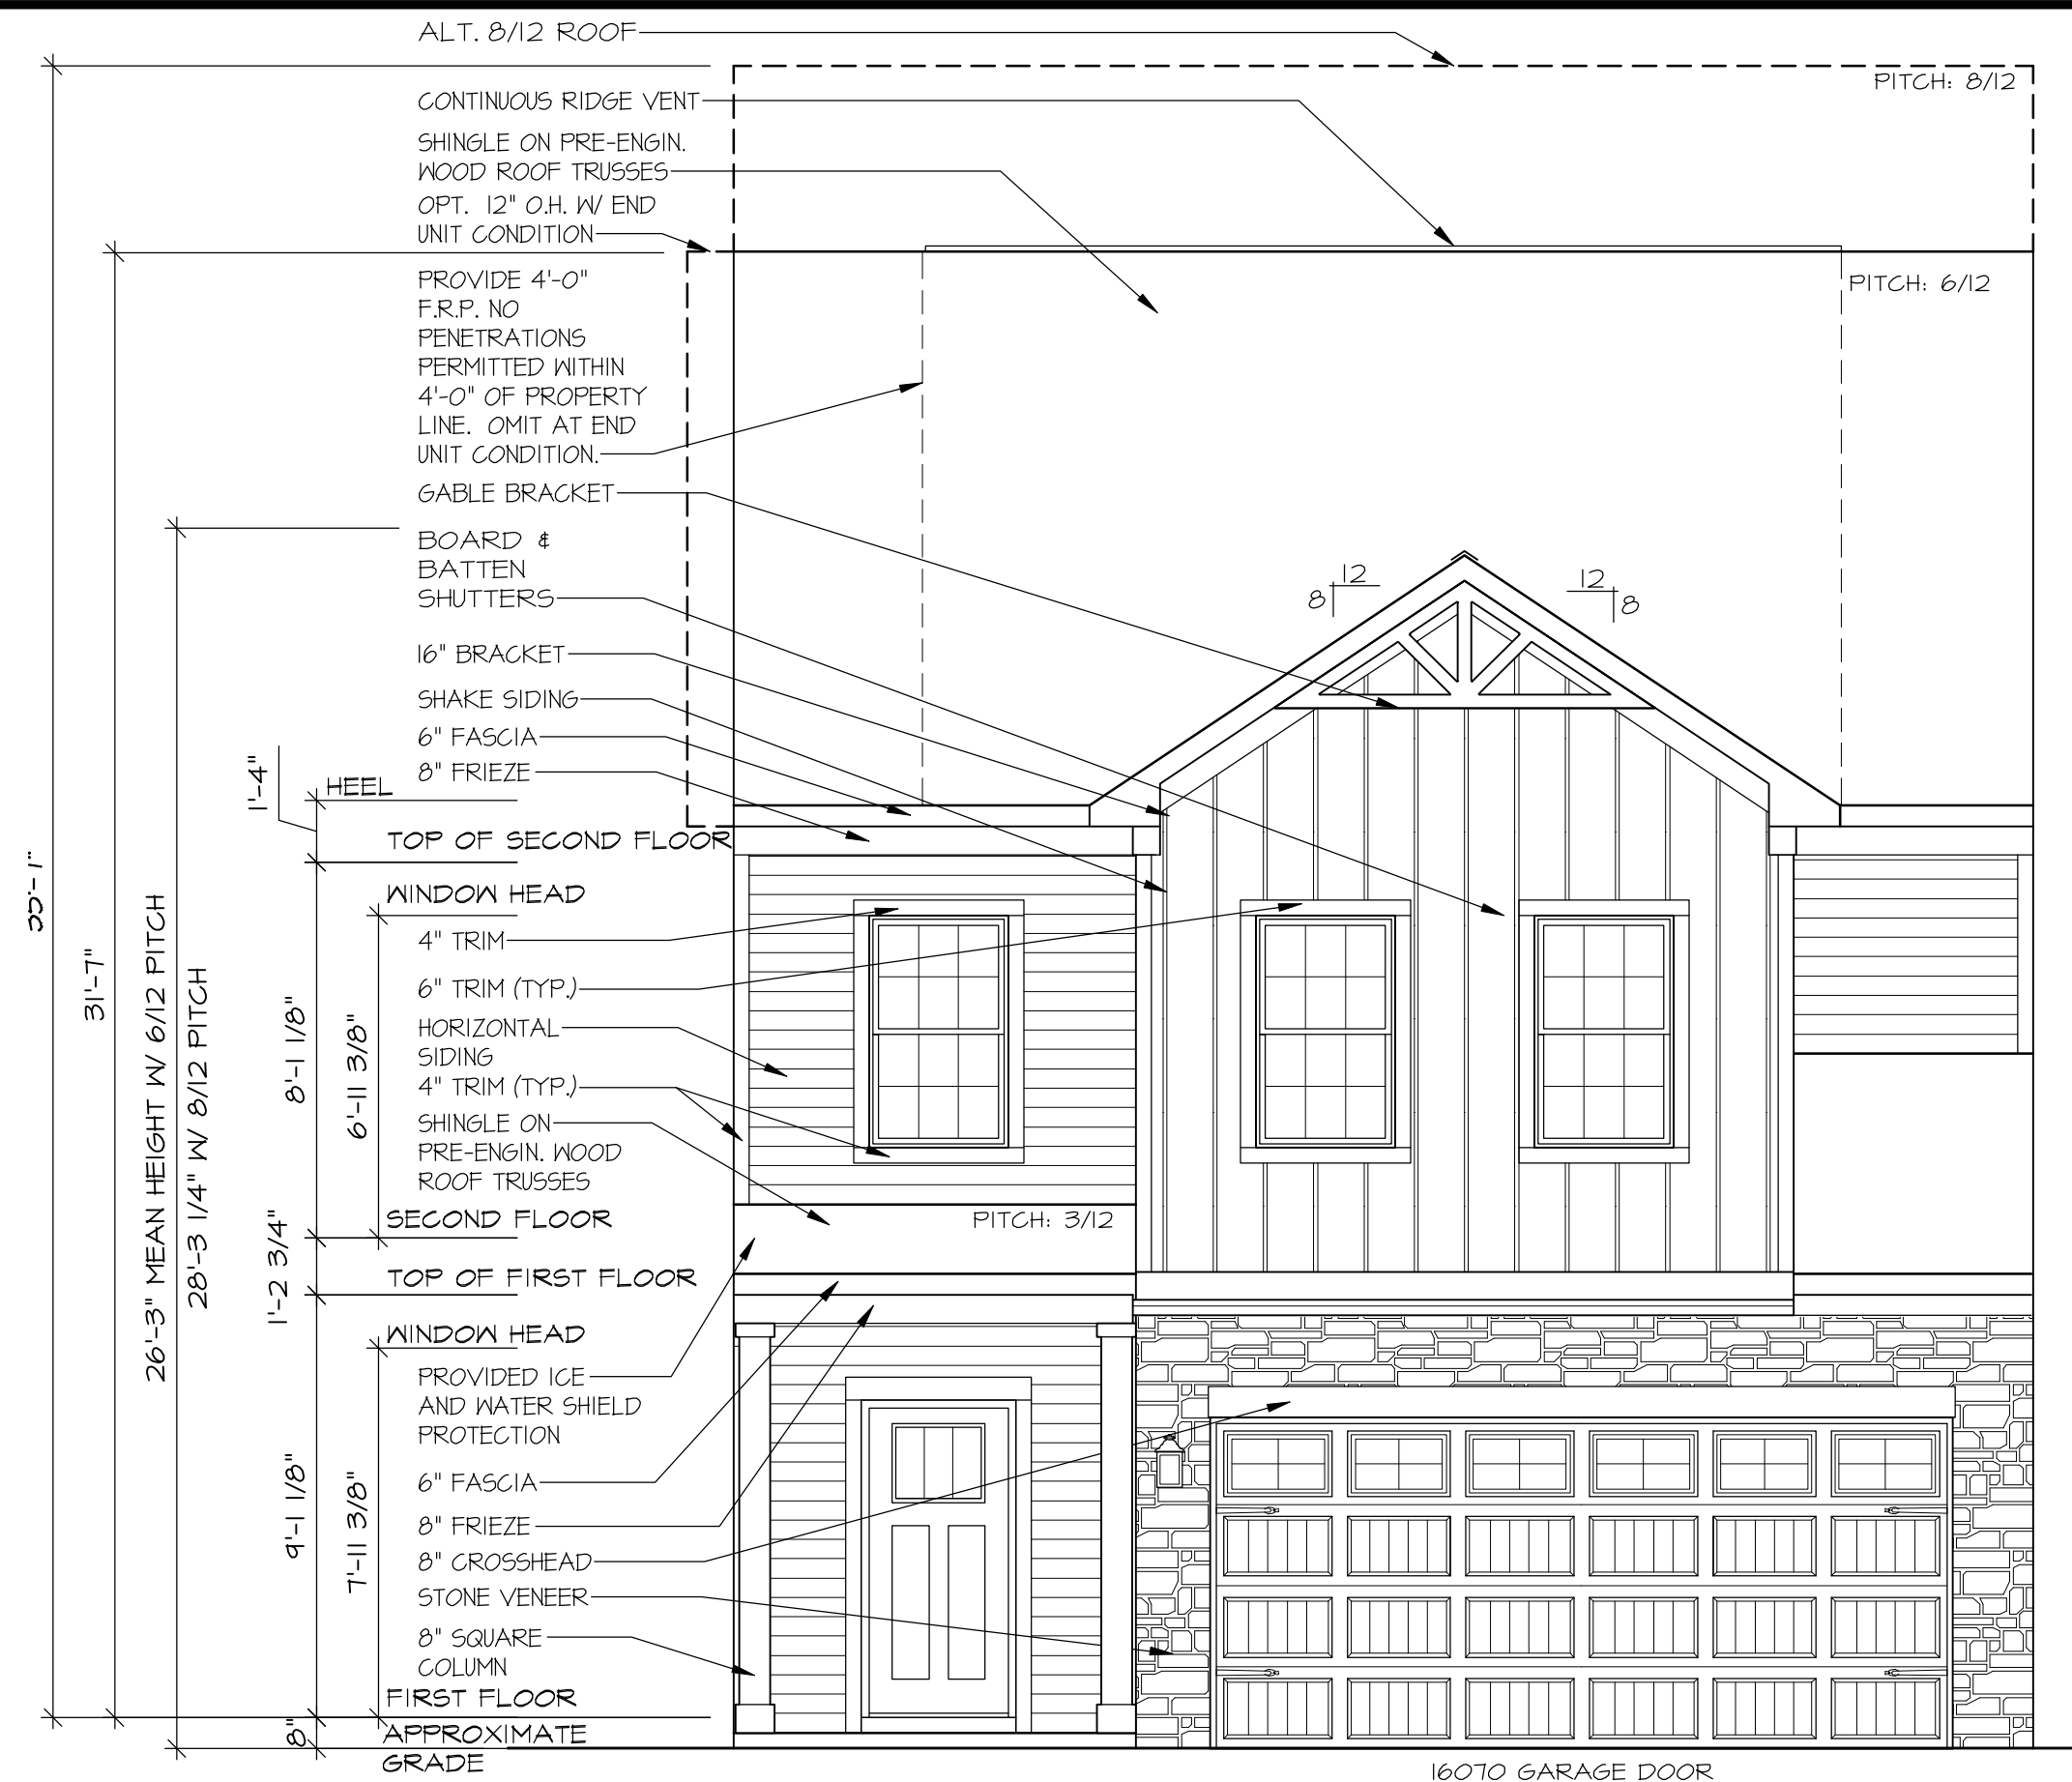 ALT. 8/12 ROOF
PITCH: 8/12
CONTINUOUS RIDGE VENT
SHINGLE ON PRE-ENGIN.
WOOD ROOF TRUSSES
OPT. 12" O.H. W/ END
UNIT CONDITION
PITCH: 6/12
PROVIDE 4'-0"
F.R.P. NO
PENETRATIONS
PERMITTED WITHIN
4'-0" OF PROPERTY
LINE. OMIT AT END
UNIT CONDITION.
GABLE BRACKET
BOARD &
BATTEN
SHUTTERS
12
8
12
8
16" BRACKET
SHAKE SIDING
6" FASCIA
8" FRIEZE
1'-4"
HEEL
TOP OF SECOND FLOOR
WINDOW HEAD
4" TRIM
6" TRIM (TYP.)
HORIZONTAL
SIDING
4" TRIM (TYP.)
SHINGLE ON
PRE-ENGIN. WOOD
ROOF TRUSSES
SECOND FLOOR
PITCH: 3/12
TOP OF FIRST FLOOR
WINDOW HEAD
PROVIDED ICE
AND WATER SHIELD
PROTECTION
6" FASCIA
8" FRIEZE
8" CROSSHEAD
STONE VENEER
8" SQUARE
COLUMN
FIRST FLOOR
APPROXIMATE
GRADE
16070 GARAGE DOOR
35'-1"
31'-7"
26'-3" MEAN HEIGHT W/ 6/12 PITCH
28'-3 1/4" W/ 8/12 PITCH
8'-1 1/8"
6'-11 3/8"
1'-2 3/4"
9'-1 1/8"
7'-11 3/8"
8"